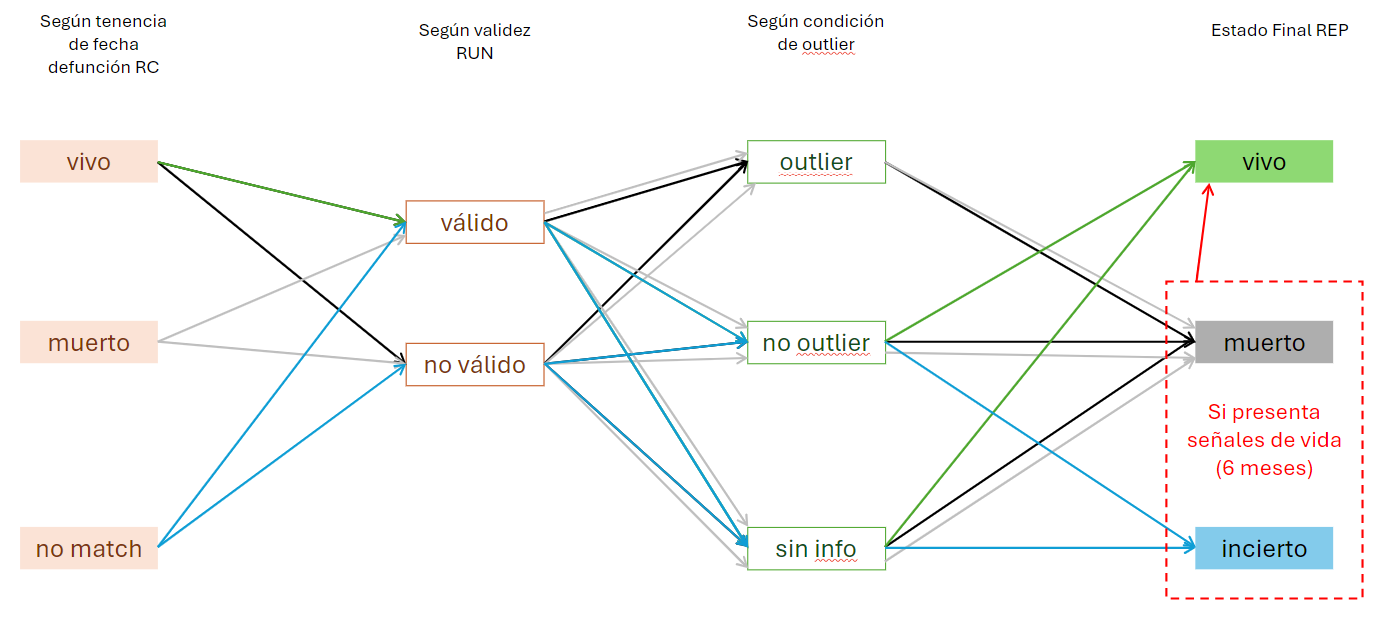 Según tenencia
de fecha
defunción RC
Según validez
RUN
Según condición
de outlier
Estado Final REP
vivo
outlier
vivo
válido
muerto
no outlier
muerto
no válido
Si presenta
señales de vida
(6 meses)
no match
sin info
incierto